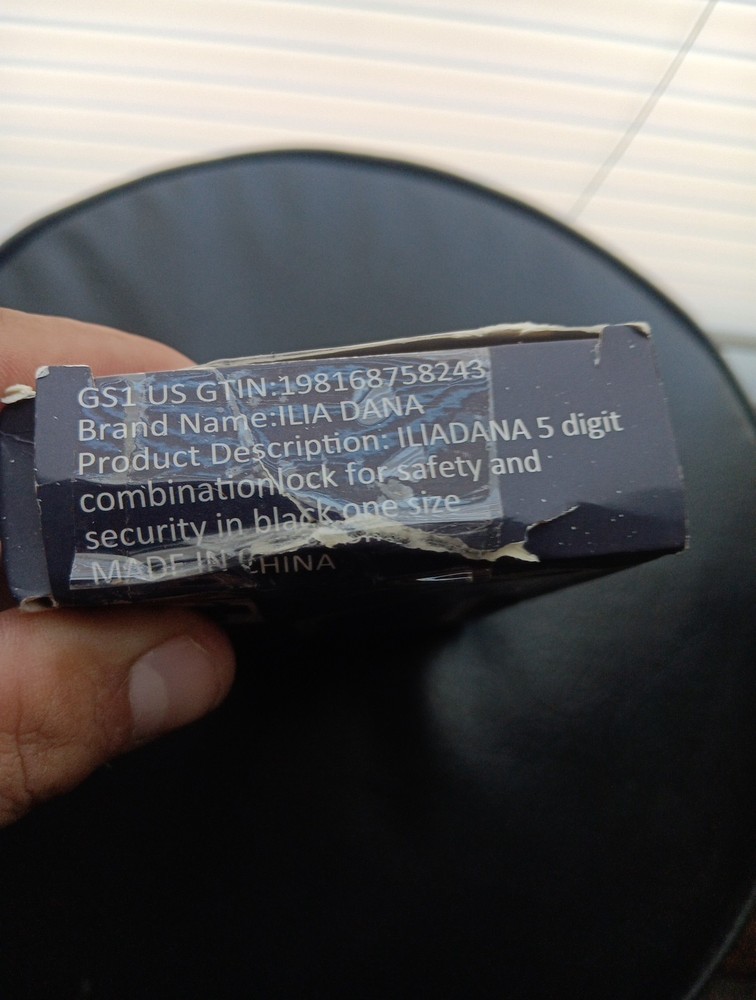 GS1 US GTIN:198168758243
Brand Name:ILIA DANA
Product Description: ILIADANA 5 digit
combinationlock for safety and
security in black,one size
MADE IN CHINA